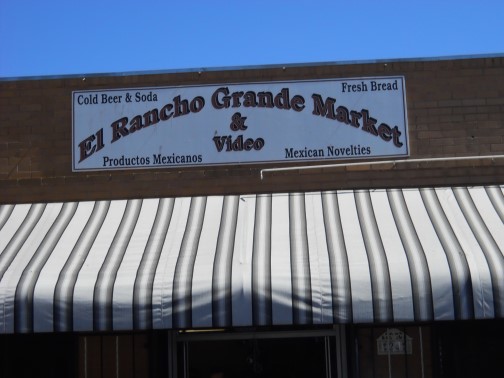 Cold Beer & Soda
Fresh Bread
El Rancho Grande Market
&
Video
Productos Mexicanos
Mexican Novelties